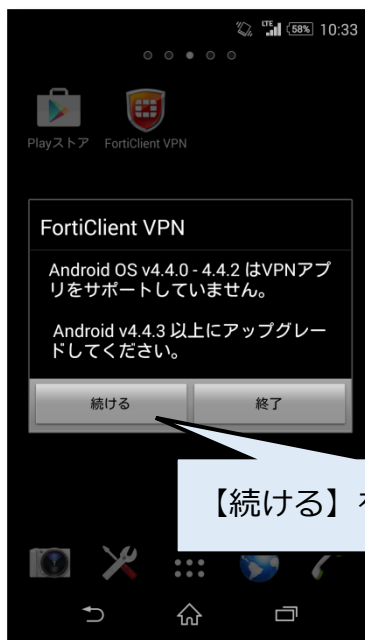 LTE 58% 10:33
Playストア FortiClient VPN
FortiClient VPN
Android OS v4.4.0 - 4.4.2 はVPNアプ
リをサポートしていません。
Android v4.4.3 以上にアップグレー
ドしてください。
続ける 終了
【続ける】